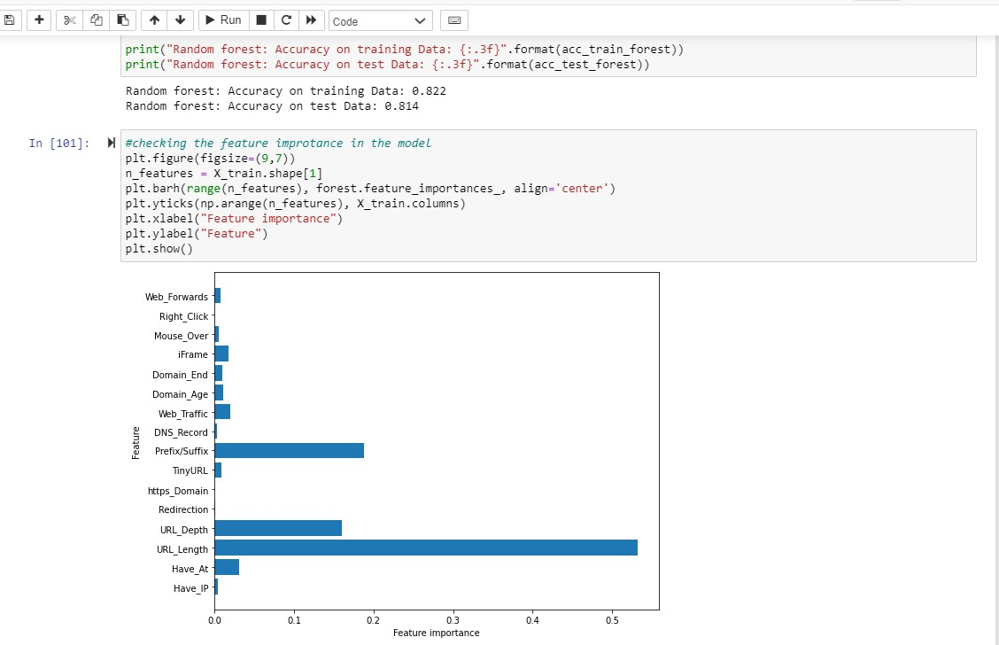 Run
Code
print("Random forest: Accuracy on training Data: {:.3f}".format(acc_train_forest))
print("Random forest: Accuracy on test Data: {:.3f}".format(acc_test_forest))
Random forest: Accuracy on training Data: 0.822
Random forest: Accuracy on test Data: 0.814
In [101]:
#checking the feature improtance in the model
plt.figure(figsize=(9,7))
n_features = X_train.shape[1]
plt.barh(range(n_features), forest.feature_importances_, align='center')
plt.yticks(np.arange(n_features), X_train.columns)
plt.xlabel("Feature importance")
plt.ylabel("Feature")
plt.show()
Web_Forwards
Right_Click
Mouse_Over
iFrame
Domain_End
Domain_Age
Web_Traffic
DNS_Record
Prefix/Suffix
TinyURL
https_Domain
Redirection
URL_Depth
URL_Length
Have_At
Have_IP
Feature
0.0 0.1 0.2 0.3 0.4 0.5
Feature importance